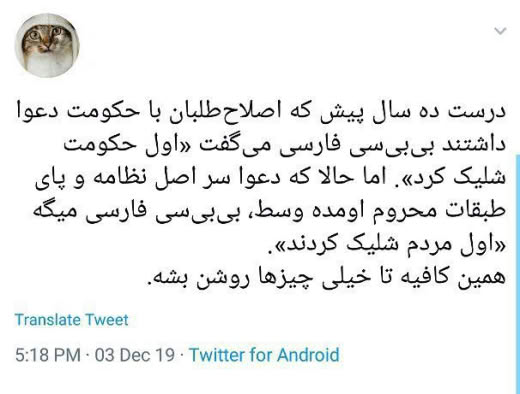 درست ده سال پیش که اصلاح‌طلبان با حکومت دعوا
داشتند بی‌بی‌سی فارسی می‌گفت «اول حکومت
شلیک کرد». اما حالا که دعوا سر اصل نظامه و پای
طبقات محروم اومده وسط، بی‌بی‌سی فارسی میگه
«اول مردم شلیک کردند».
همین کافیه تا خیلی چیزها روشن بشه.
Translate Tweet
5:18 PM · 03 Dec 19 · Twitter for Android